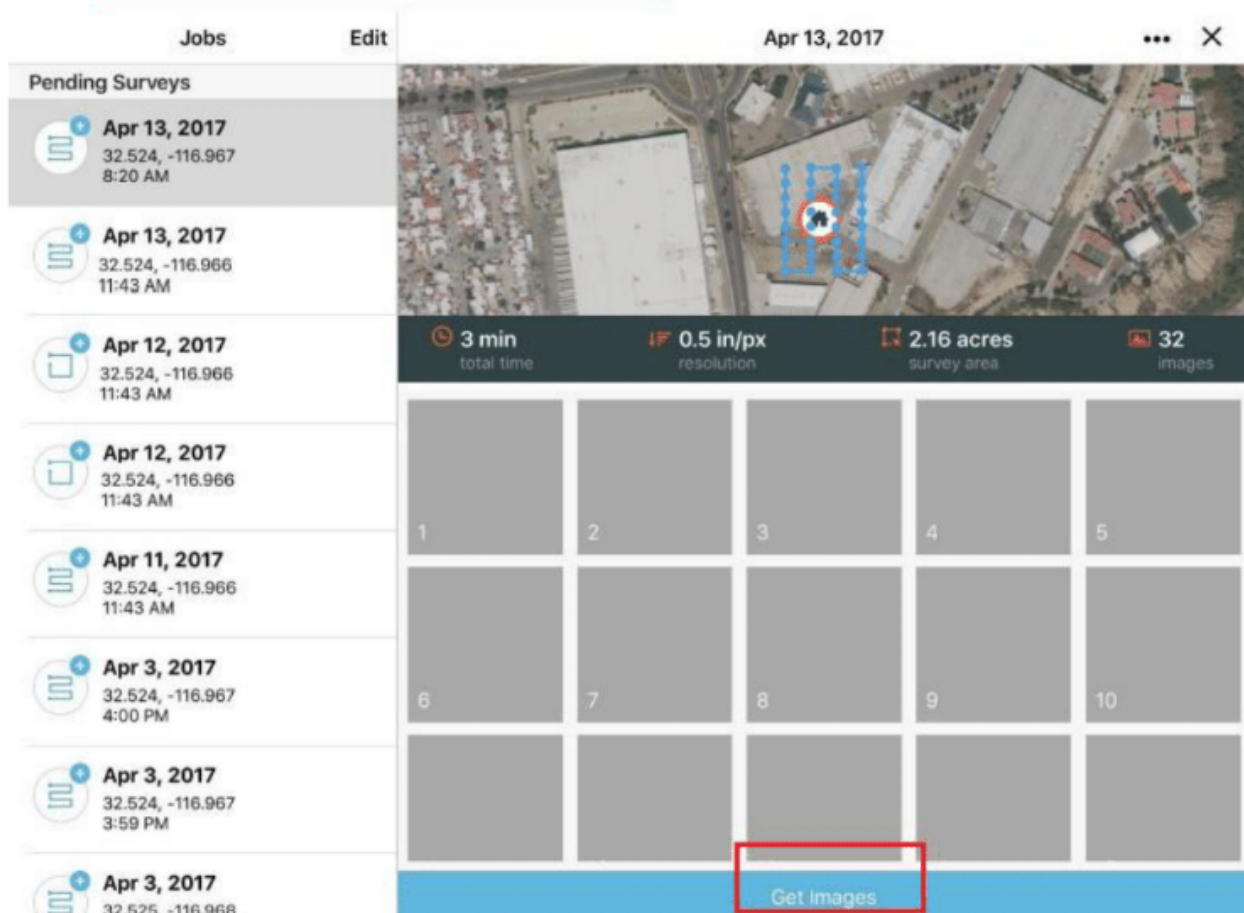 Jobs
Edit
Pending Surveys
Apr 13, 2017
32.524, -116.967
8:20 AM
Apr 13, 2017
32.524, -116.966
11:43 AM
Apr 12, 2017
32.524, -116.966
11:43 AM
Apr 12, 2017
32.524, -116.966
11:43 AM
Apr 11, 2017
32.524, -116.966
11:43 AM
Apr 3, 2017
32.524, -116.967
4:00 PM
Apr 3, 2017
32.524, -116.967
3:59 PM
Apr 3, 2017
32.525, -116.968
Apr 13, 2017
3 min
total time
0.5 in/px
resolution
2.16 acres
survey area
32
images
1
2
3
4
5
6
7
8
9
10
Get Images